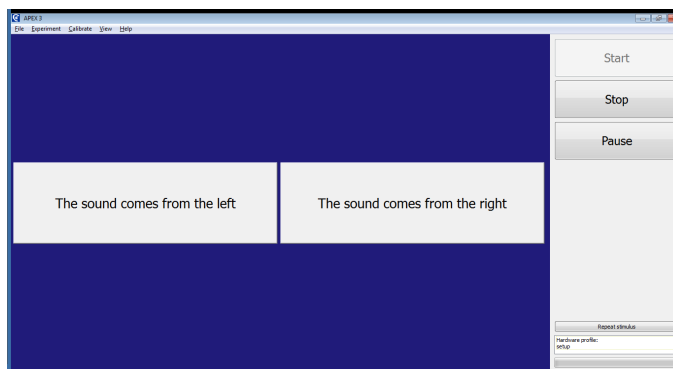 APEX 3
File Experiment Calibrate View Help
Start
Stop
Pause
The sound comes from the left
The sound comes from the right
Repeat stimulus
Hardware profile:
setup